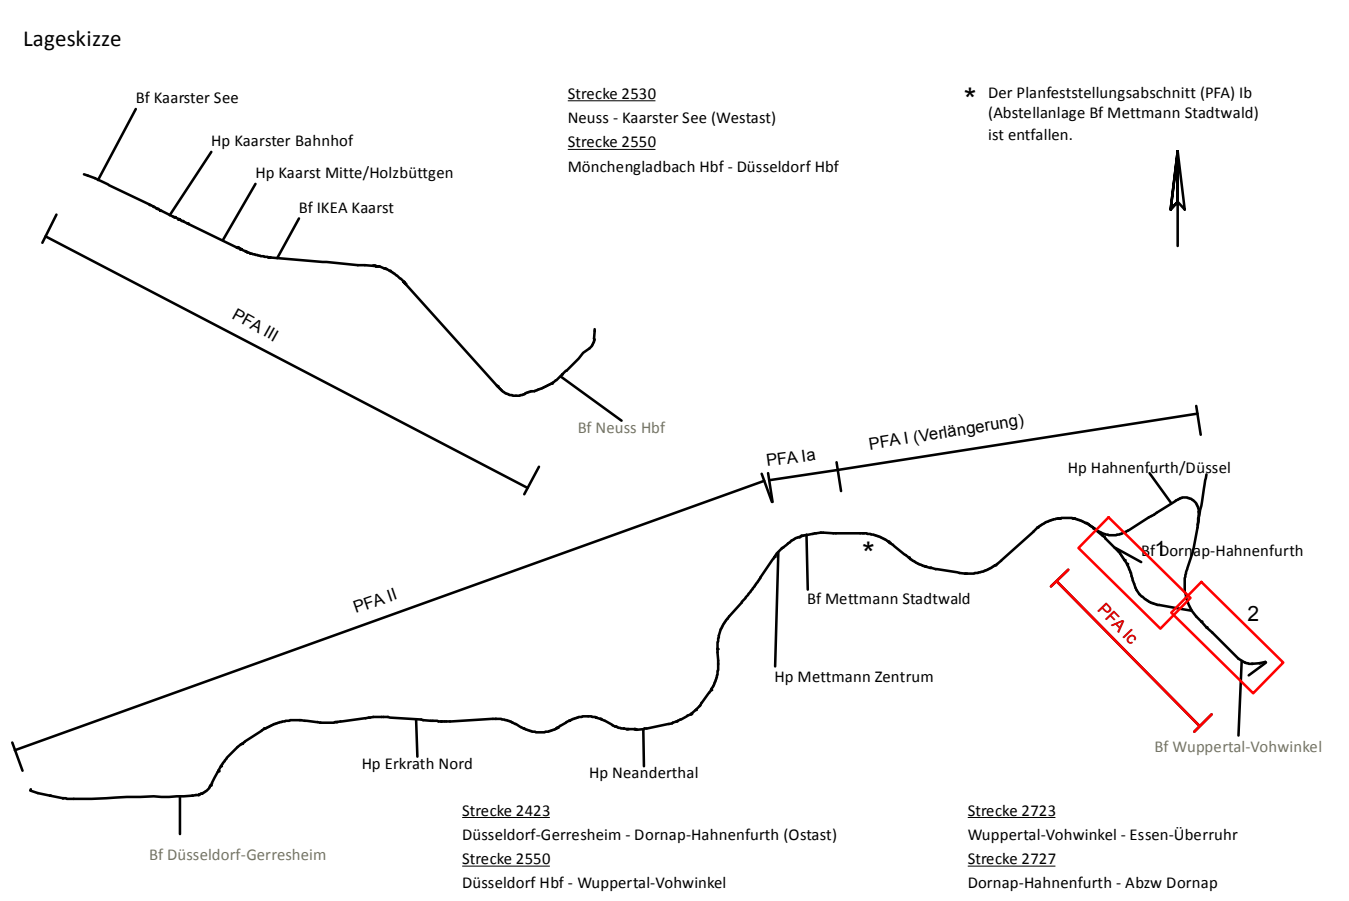 Lageskizze
Bf Kaarster See
Hp Kaarster Bahnhof
Hp Kaarst Mitte/Holzbüttgen
Bf IKEA Kaarst
Strecke 2530
Neuss - Kaarster See (Westast)
Strecke 2550
Mönchengladbach Hbf - Düsseldorf Hbf
* Der Planfeststellungsabschnitt (PFA) Ib
(Abstellanlage Bf Mettmann Stadtwald)
ist entfallen.
PFA III
Bf Neuss Hbf
PFA Ia
PFA I (Verlängerung)
Hp Hahnenfurth/Düssel
*
1
Bf Dornap-Hahnenfurth
PFA II
Bf Mettmann Stadtwald
PFA Ic
2
Hp Mettmann Zentrum
Bf Wuppertal-Vohwinkel
Hp Erkrath Nord
Hp Neanderthal
Bf Düsseldorf-Gerresheim
Strecke 2423
Düsseldorf-Gerresheim - Dornap-Hahnenfurth (Ostast)
Strecke 2550
Düsseldorf Hbf - Wuppertal-Vohwinkel
Strecke 2723
Wuppertal-Vohwinkel - Essen-Überruhr
Strecke 2727
Dornap-Hahnenfurth - Abzw Dornap